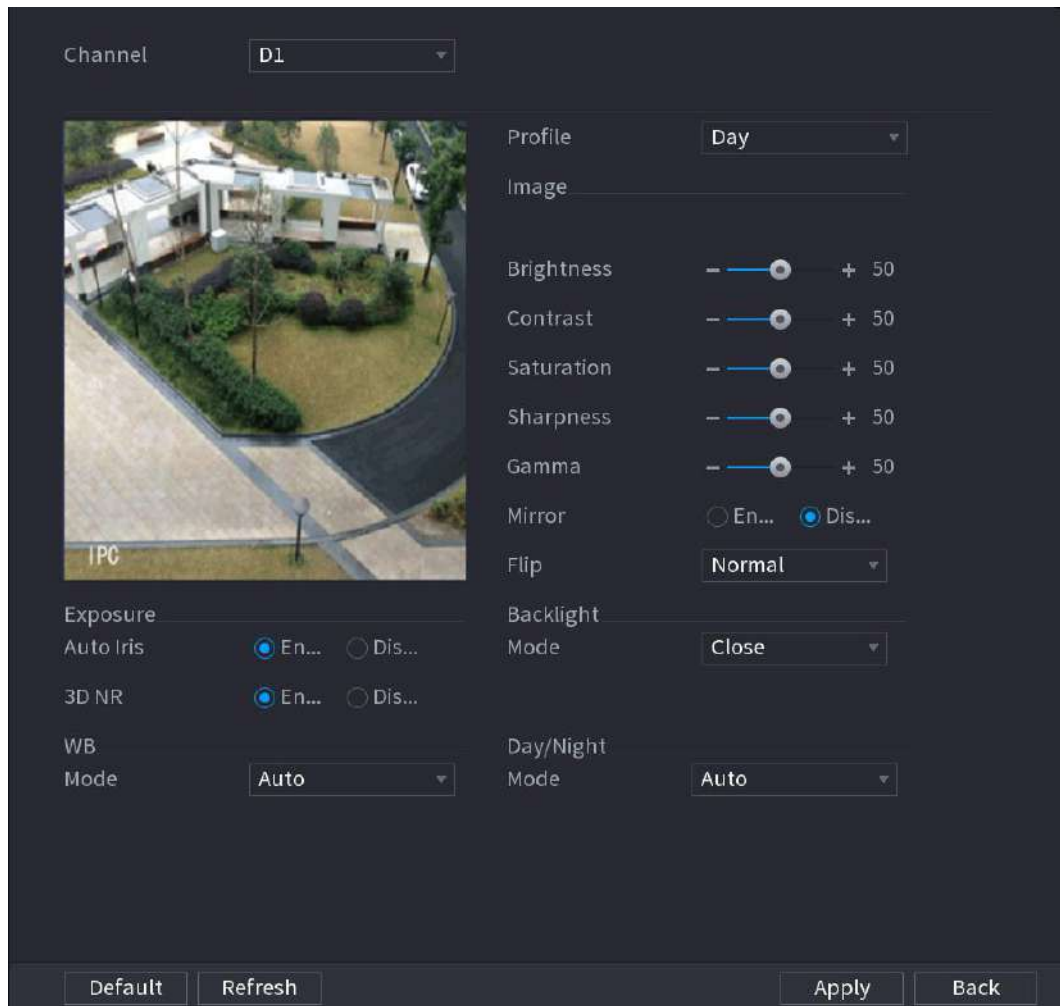 Channel D1
Profile Day
Image
Brightness - + 50
Contrast - + 50
Saturation - + 50
Sharpness - + 50
Gamma - + 50
Mirror En... Dis...
IPC
Flip Normal
Exposure
Auto Iris En... Dis...
3D NR En... Dis...
Backlight
Mode Close
WB
Mode Auto
Day/Night
Mode Auto
Default Refresh Apply Back